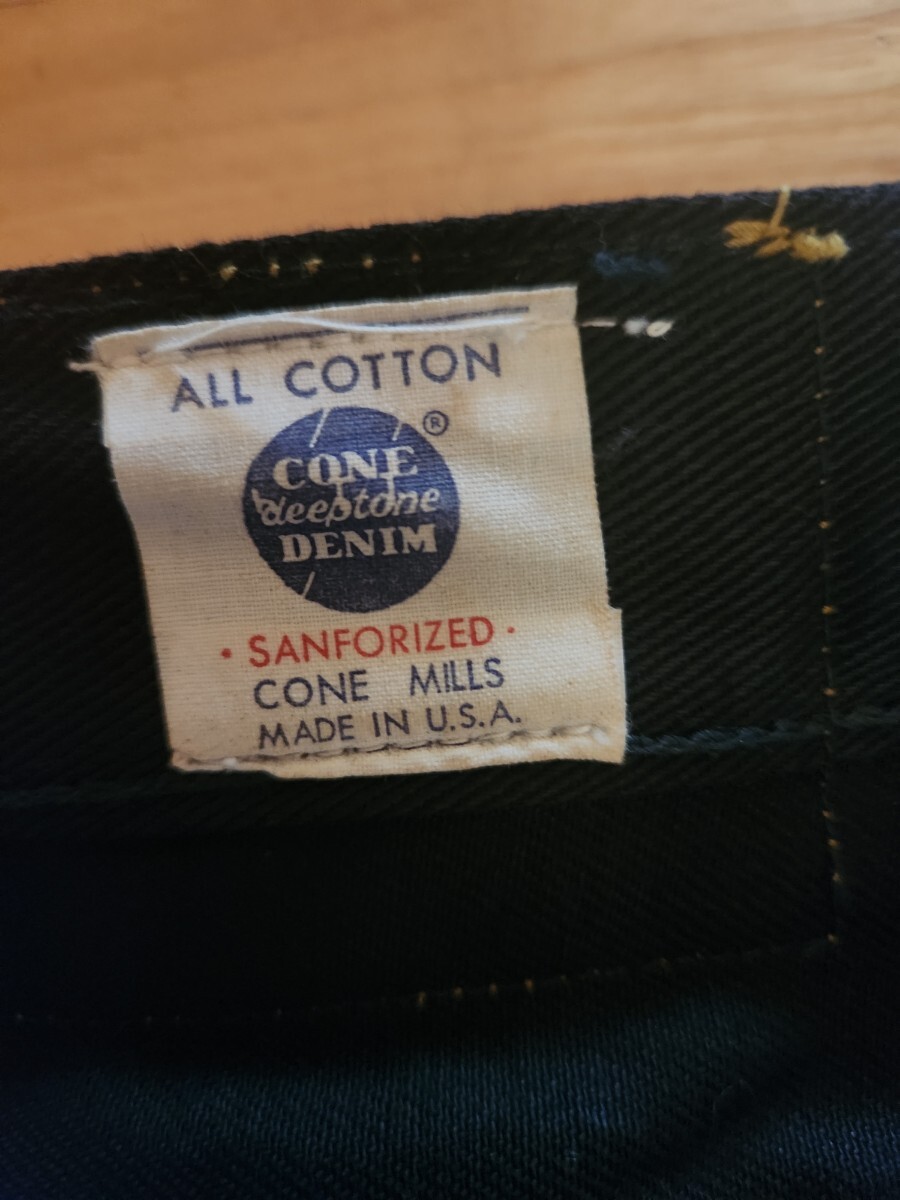 ALL COTTON
®
CONE
deeptone
DENIM
• SANFORIZED •
CONE MILLS
MADE IN U.S.A.